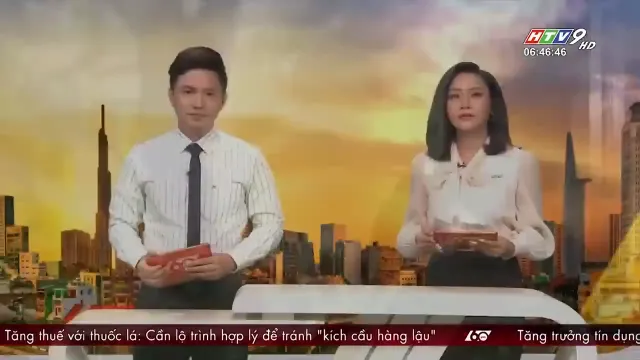 HTV9 HD
06:46:46
Tăng thuế với thuốc lá: Cần lộ trình hợp lý để tránh "kích cầu hàng lậu" 60 Tăng trưởng tín dụng